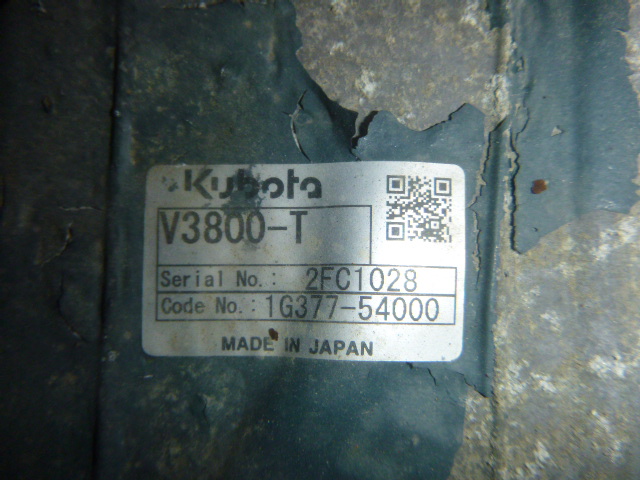 Kubota
V3800-T
Serial No.: 2FC1028
Code No.: 1G377-54000
MADE IN JAPAN